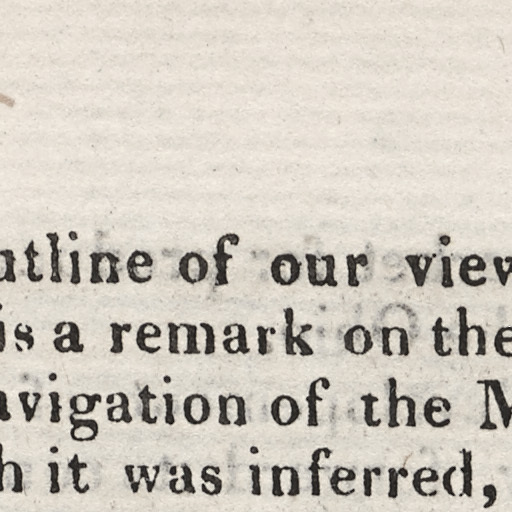 utline of our view
is a remark on the
avigation of the M
h it was inferred,